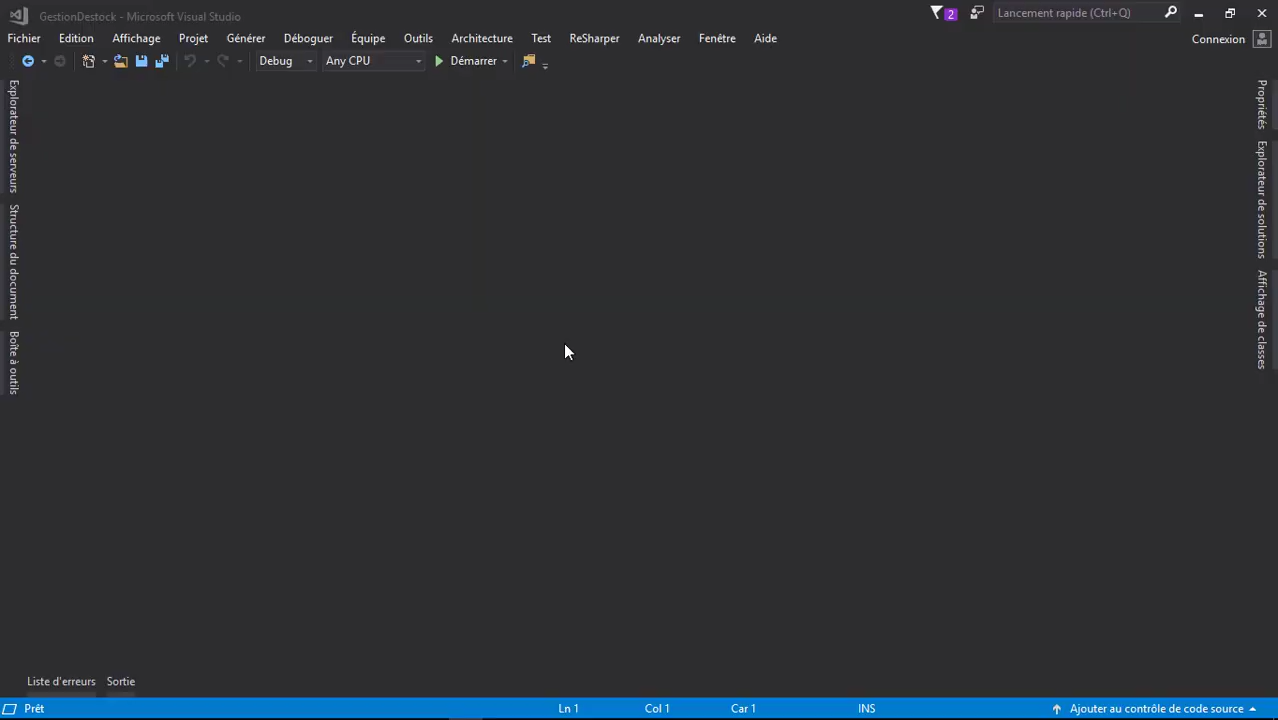 GestionDestock - Microsoft Visual Studio
2
Lancement rapide (Ctrl+Q)
Fichier Edition Affichage Projet Générer Déboguer Équipe Outils Architecture Test ReSharper Analyser Fenêtre Aide
Connexion
Debug Any CPU Démarrer
Explorateur de serveurs
Structure du document
Boîte à outils
Propriétés
Explorateur de solutions
Affichage de classes
Liste d'erreurs Sortie
Prêt Ln 1 Col 1 Car 1 INS Ajouter au contrôle de code source